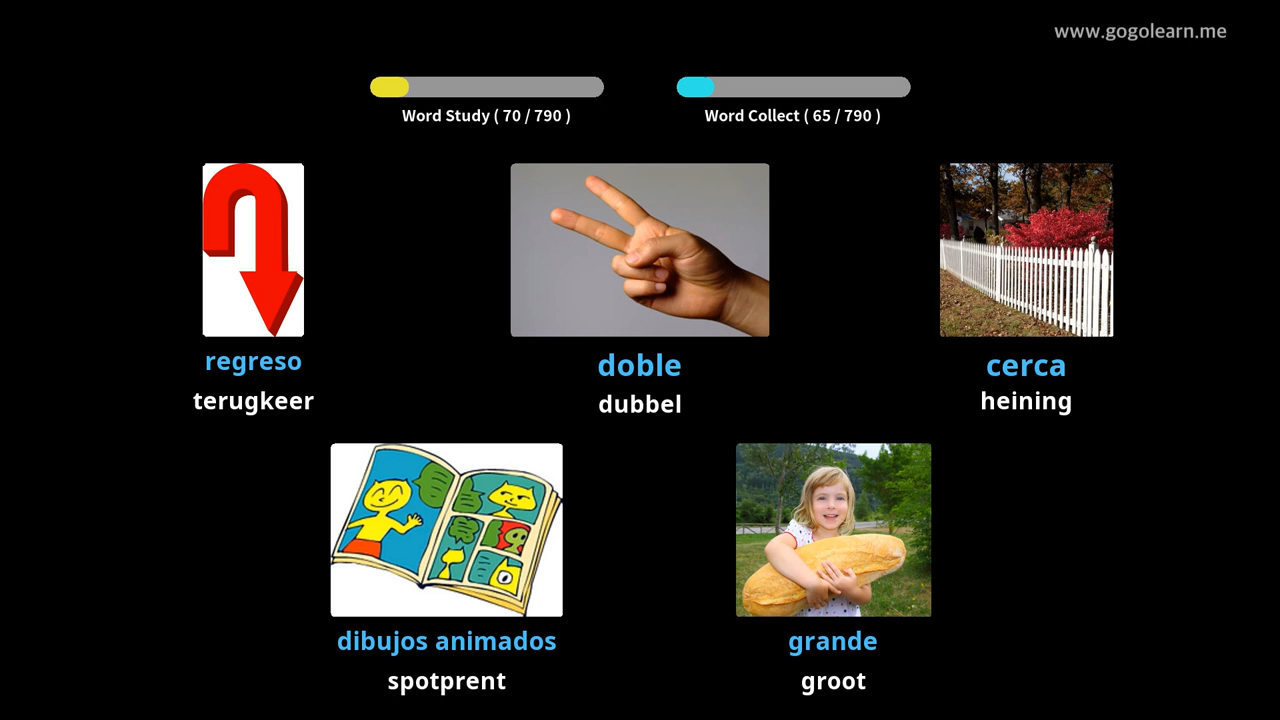 www.gogolearn.me
Word Study ( 70 / 790 )
Word Collect ( 65 / 790 )
regreso
terugkeer
doble
dubbel
cerca
heining
dibujos animados
spotprent
grande
groot